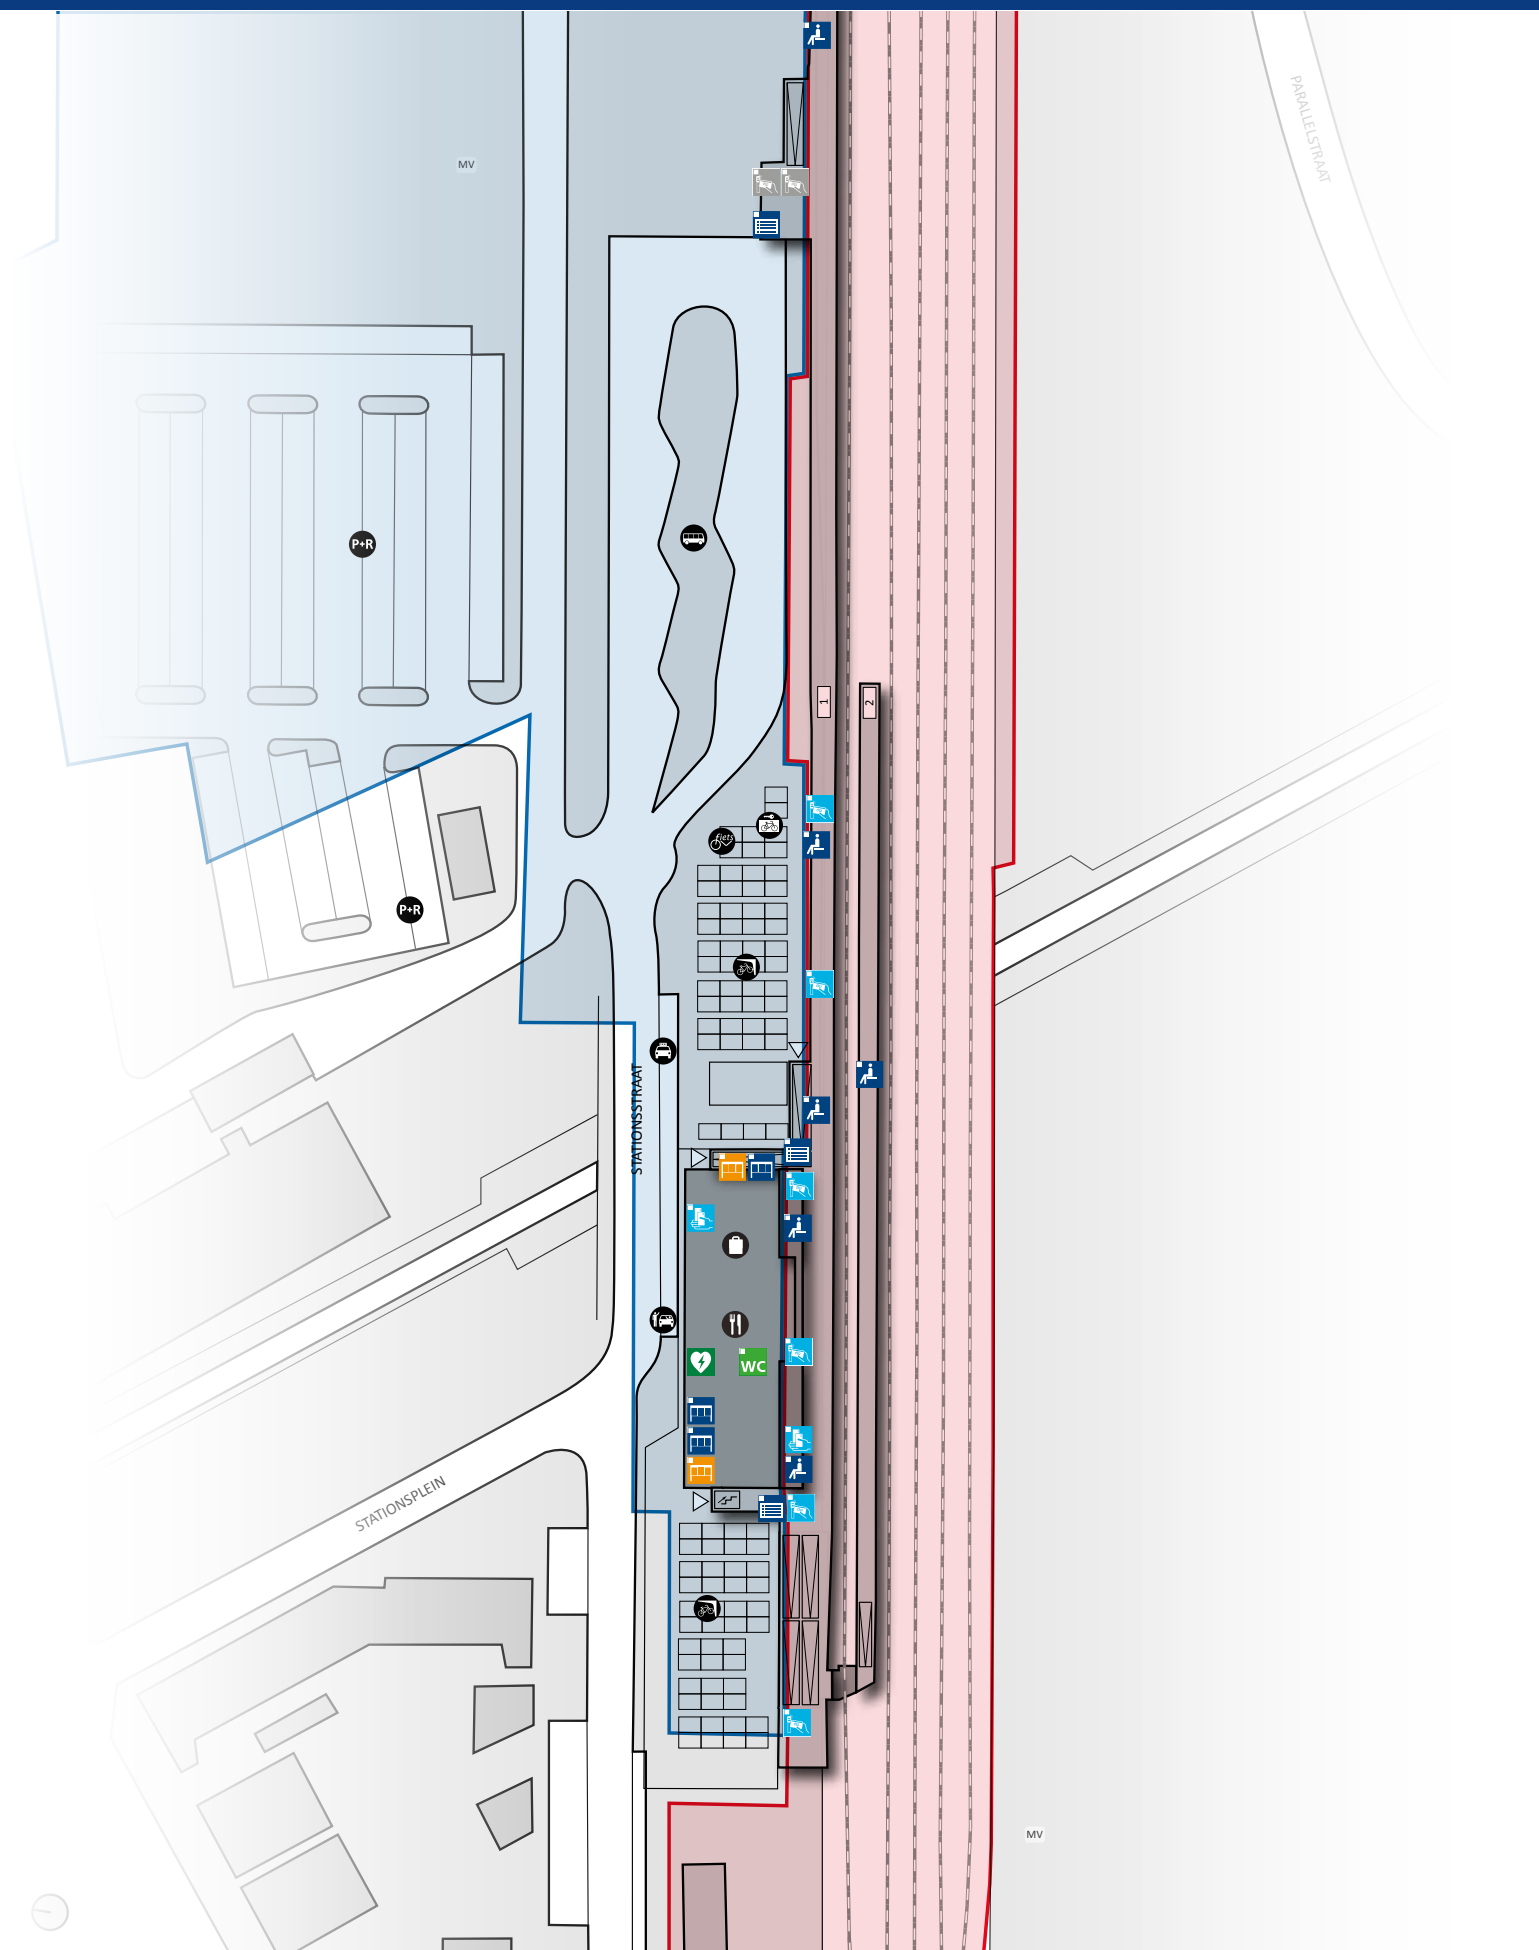 PARALLELSTRAAT
MV
P+R
1
2
fiets
P+R
STATIONSSTRAAT
WC
STATIONSPLEIN
MV